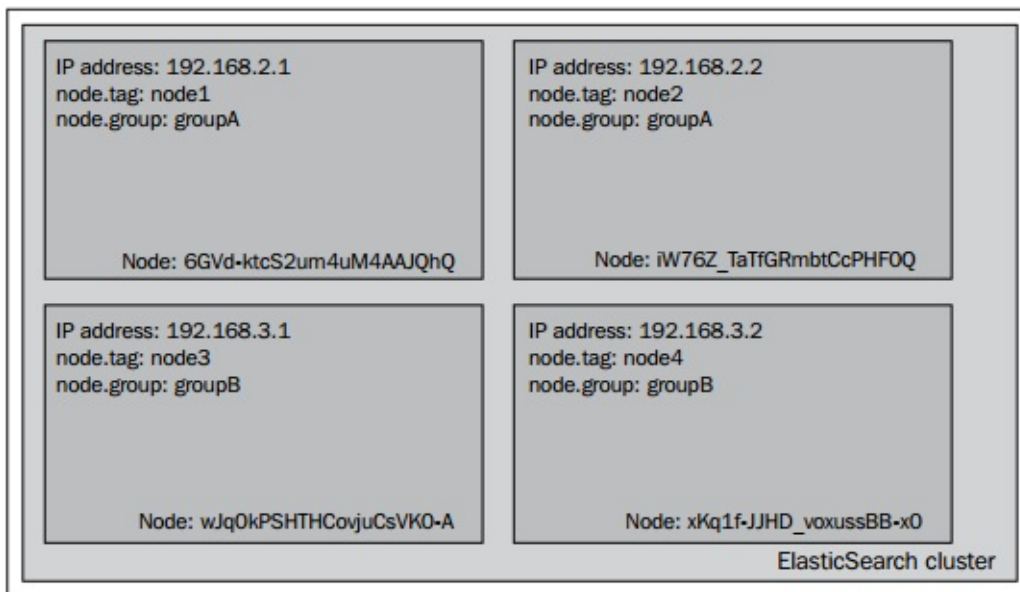 IP address: 192.168.2.1
node.tag: node1
node.group: groupA
Node: 6GVd-ktcS2um4uM4AAJQhQ
IP address: 192.168.2.2
node.tag: node2
node.group: groupA
Node: iW76Z_TaTfGRmbtCcPHF0Q
IP address: 192.168.3.1
node.tag: node3
node.group: groupB
Node: wJq0kPSHTHCovjuCsVK0-A
IP address: 192.168.3.2
node.tag: node4
node.group: groupB
Node: xKq1f-JJHD_voxussBB-x0
ElasticSearch cluster